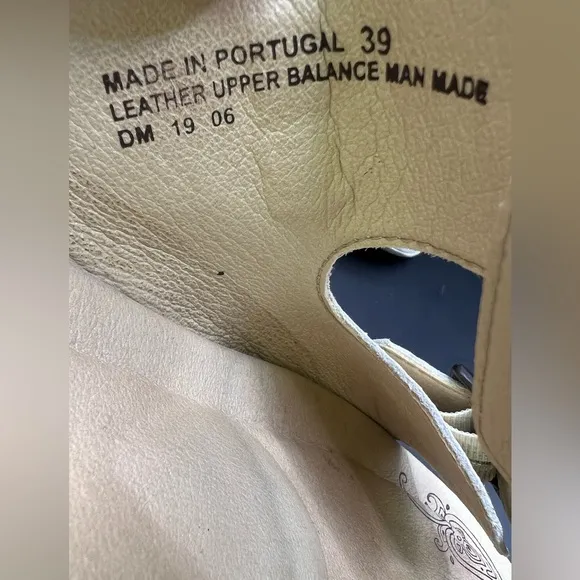 MADE IN PORTUGAL 39
LEATHER UPPER BALANCE MAN MADE
DM 19 06